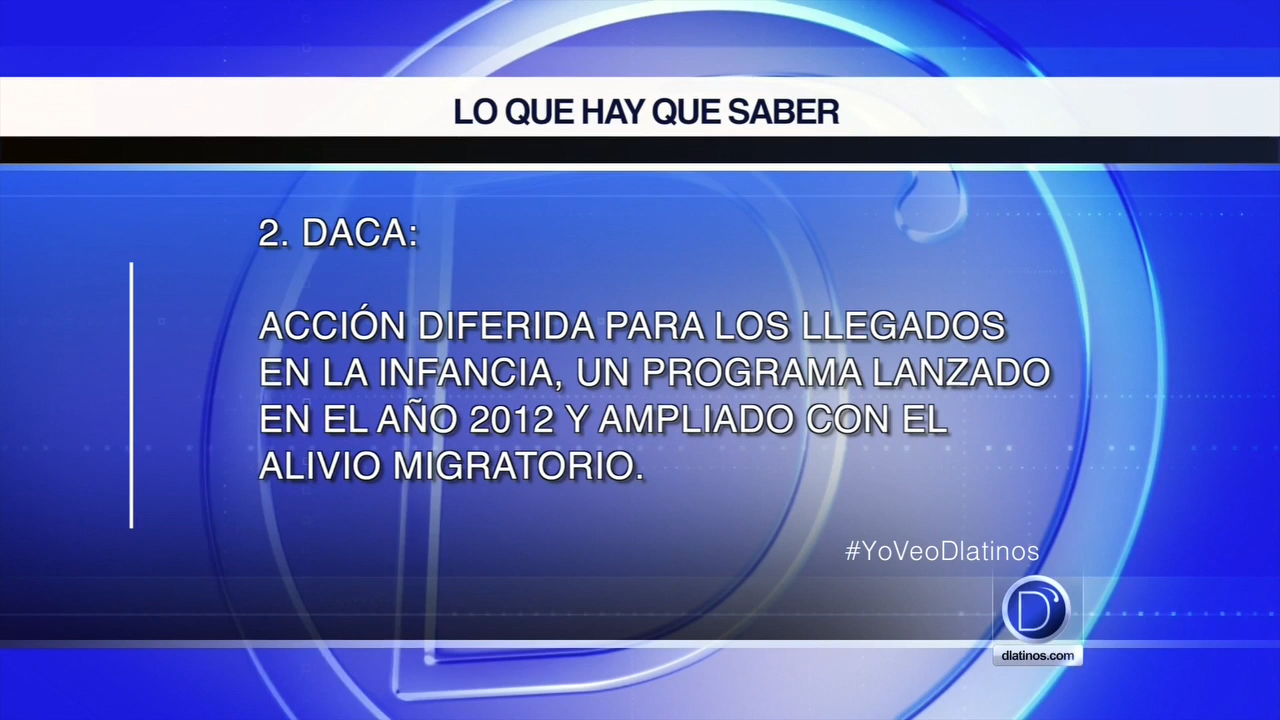 LO QUE HAY QUE SABER
2. DACA:
ACCIÓN DIFERIDA PARA LOS LLEGADOS
EN LA INFANCIA, UN PROGRAMA LANZADO
EN EL AÑO 2012 Y AMPLIADO CON EL
ALIVIO MIGRATORIO.
#YoVeoDlatinos
D
dlatinos.com